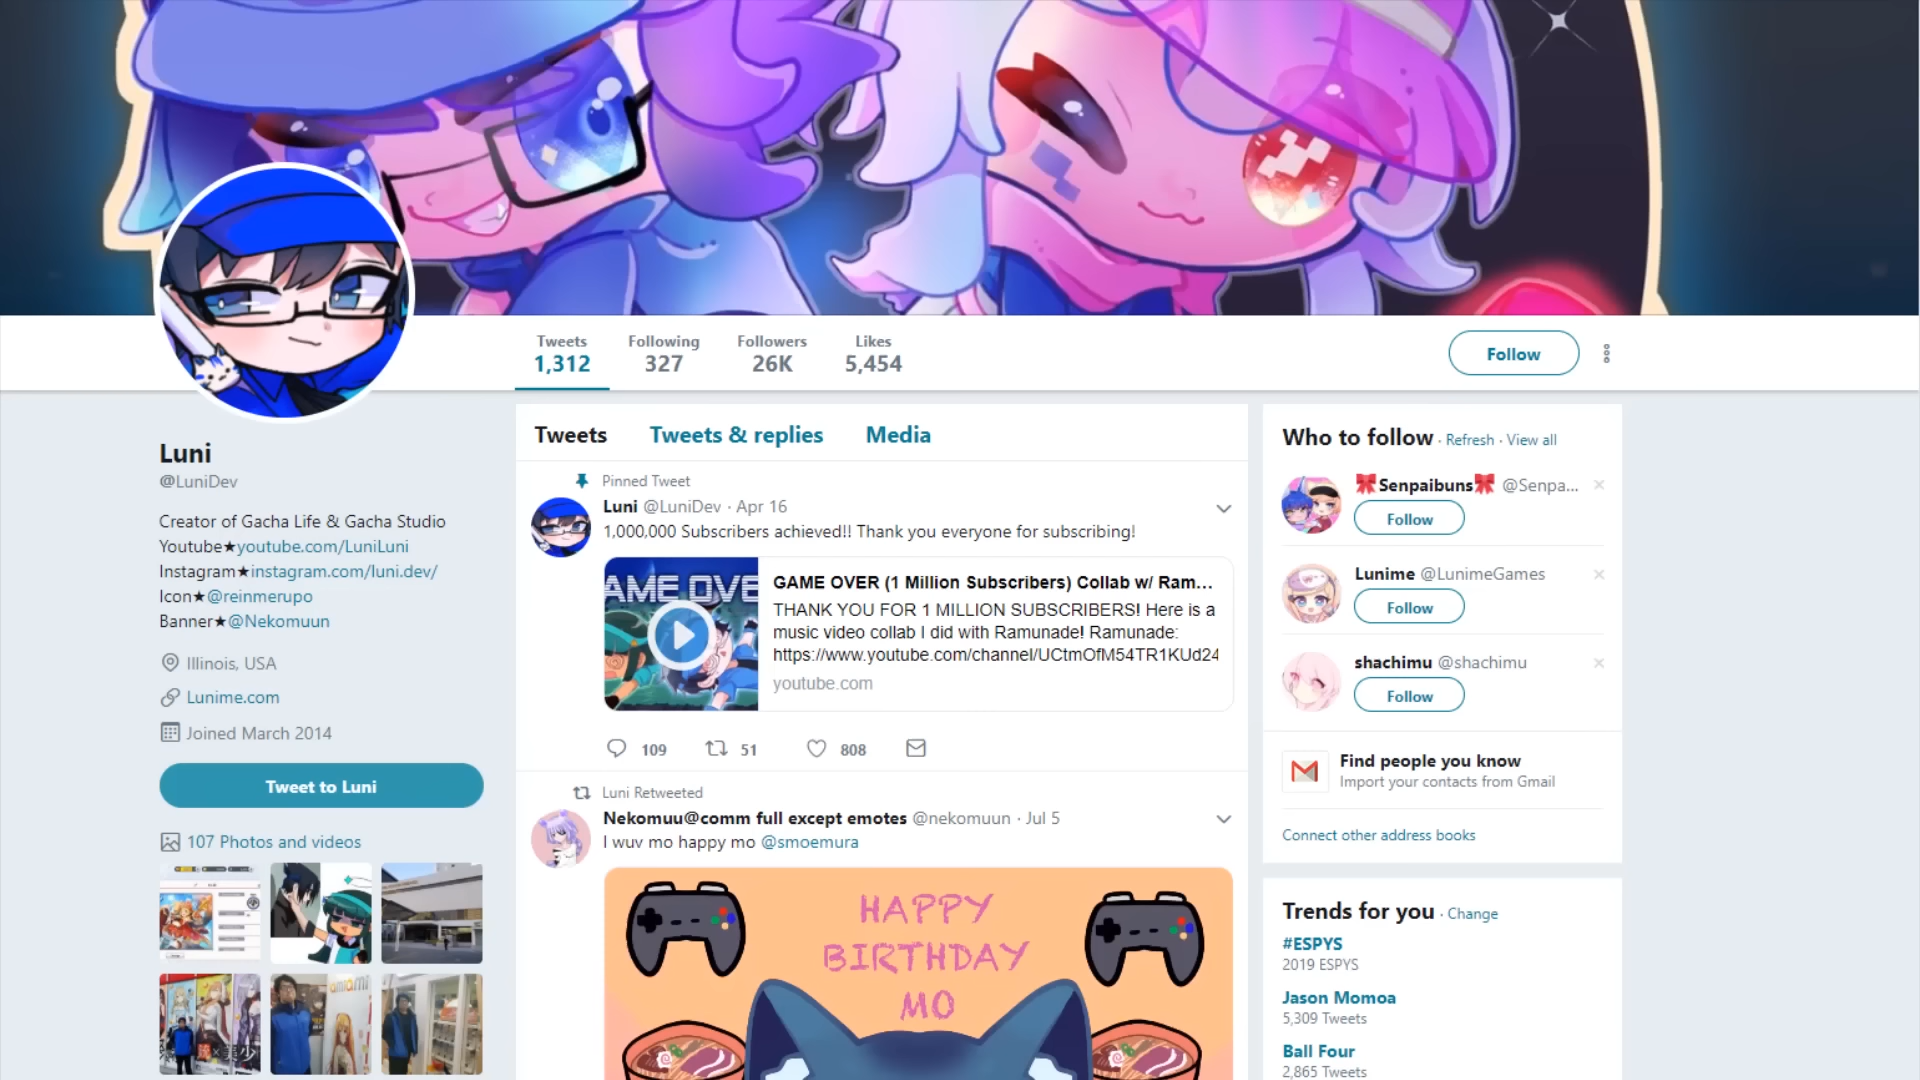 Tweets
1,312
Following
327
Followers
26K
Likes
5,454
Follow
Luni
@LuniDev
Creator of Gacha Life & Gacha Studio
Youtube★youtube.com/LuniLuni
Instagram★instagram.com/luni.dev/
Icon★@reinmerupo
Banner★@Nekomuun
Illinois, USA
Lunime.com
Joined March 2014
Tweet to Luni
107 Photos and videos
amiami
Tweets Tweets & replies Media
Pinned Tweet
Luni @LuniDev · Apr 16
1,000,000 Subscribers achieved!! Thank you everyone for subscribing!
AME OVE
GAME OVER (1 Million Subscribers) Collab w/ Ram...
THANK YOU FOR 1 MILLION SUBSCRIBERS! Here is a
music video collab I did with Ramunade! Ramunade:
https://www.youtube.com/channel/UCtmOfM54TR1KUd24
youtube.com
109 51 808
Luni Retweeted
Nekomuu@comm full except emotes @nekomuun · Jul 5
I wuv mo happy mo @smoemura
HAPPY
BIRTHDAY
MO
Who to follow · Refresh · View all
🎀Senpaibuns🎀 @Senpa...
Follow
Lunime @LunimeGames
Follow
shachimu @shachimu
Follow
Find people you know
Import your contacts from Gmail
Connect other address books
Trends for you · Change
#ESPYS
2019 ESPYS
Jason Momoa
5,309 Tweets
Ball Four
2,865 Tweets